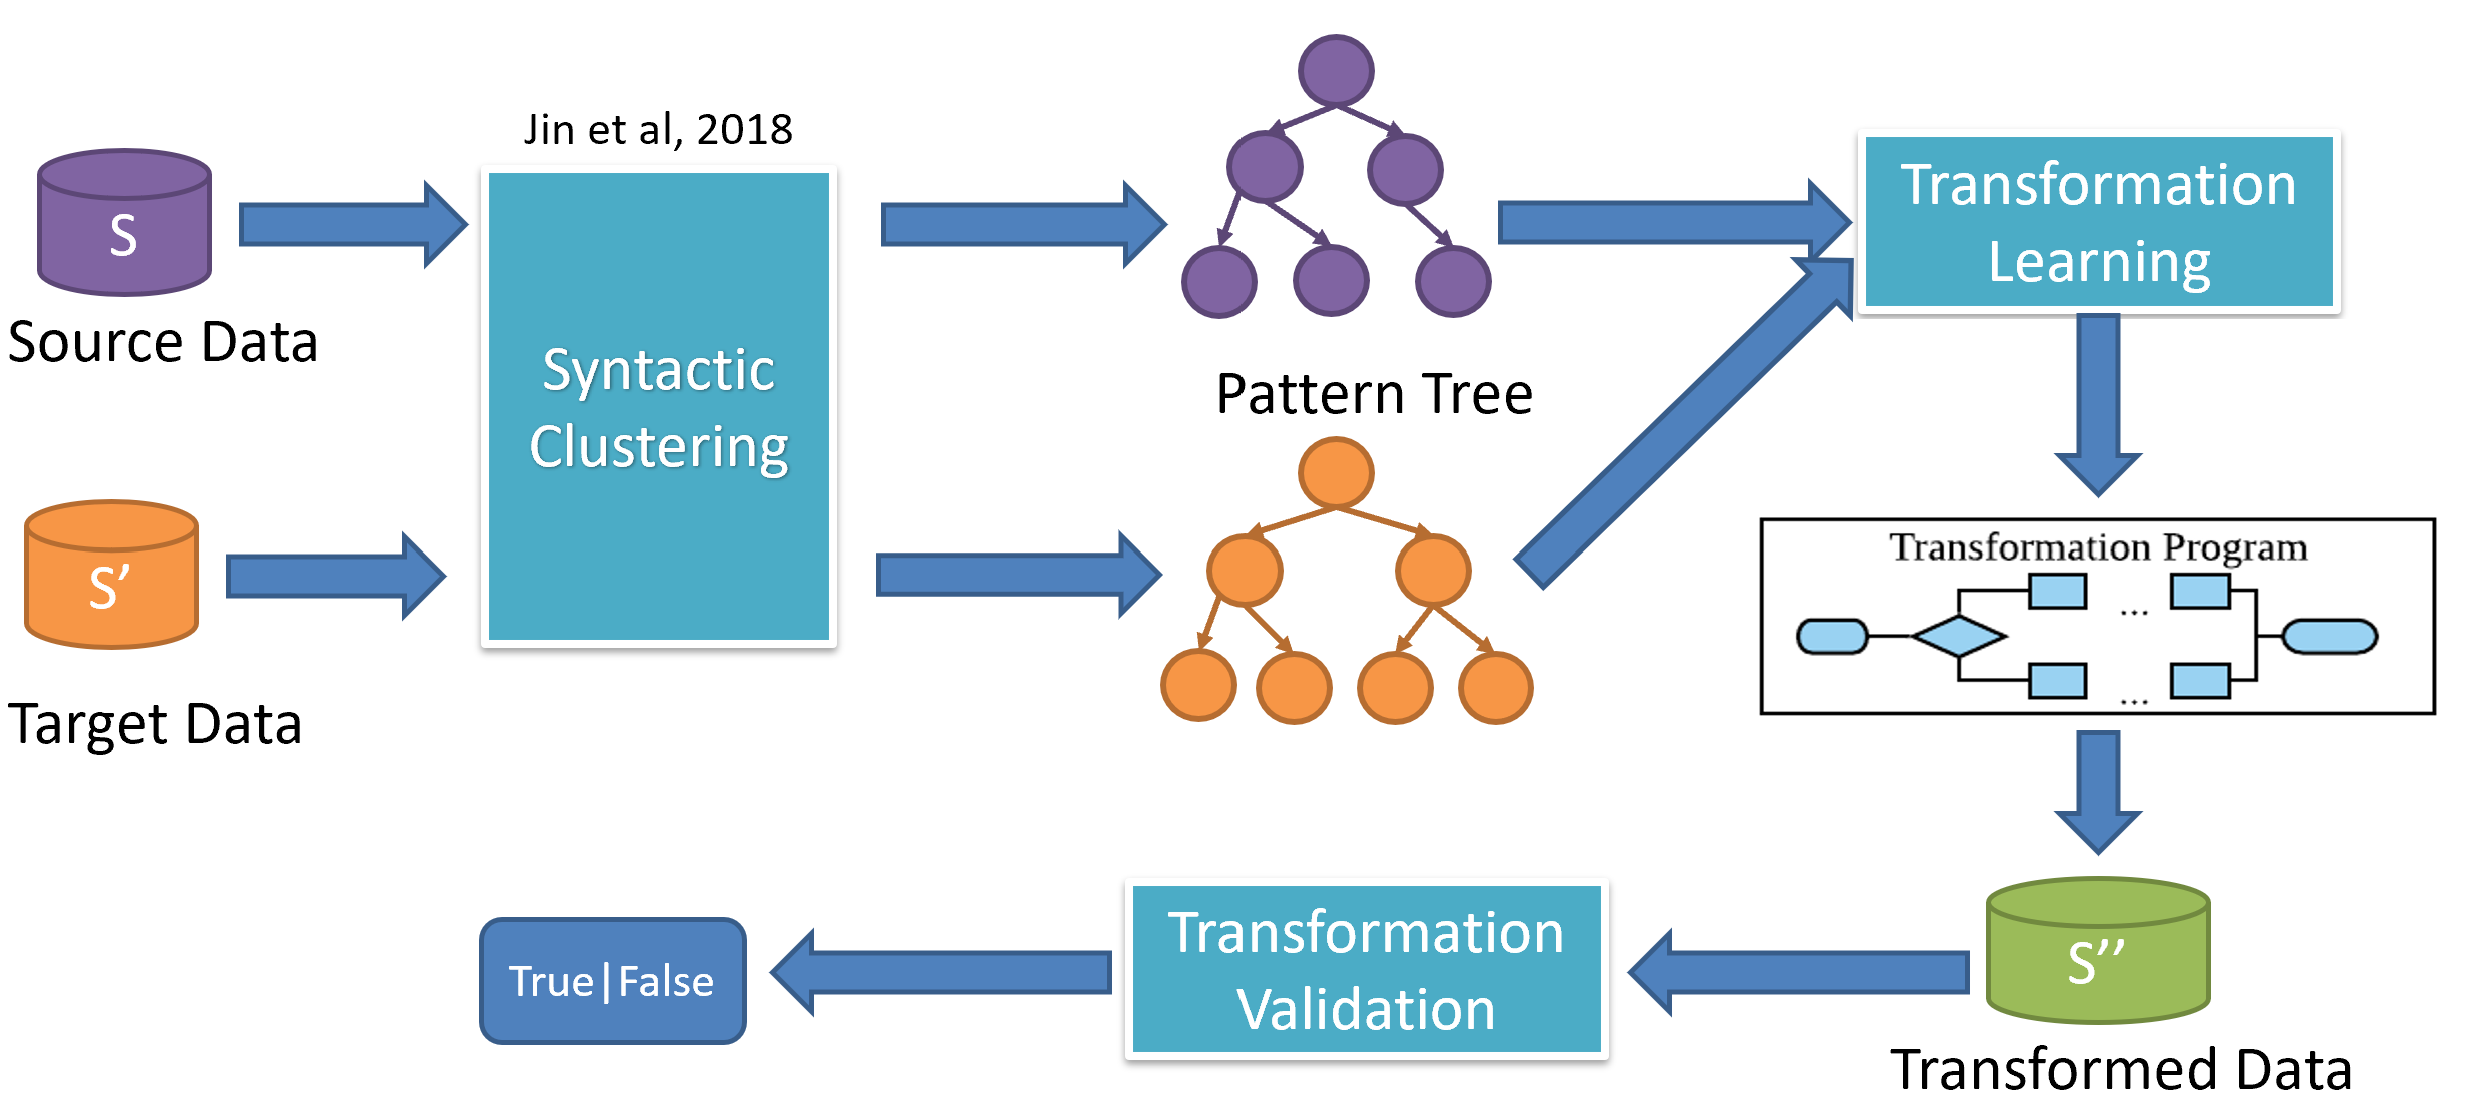 Jin et al, 2018
S
Source Data
Syntactic
Clustering
S’
Target Data
Pattern Tree
Transformation
Learning
Transformation Program
...
...
S’’
Transformed Data
Transformation
Validation
True|False